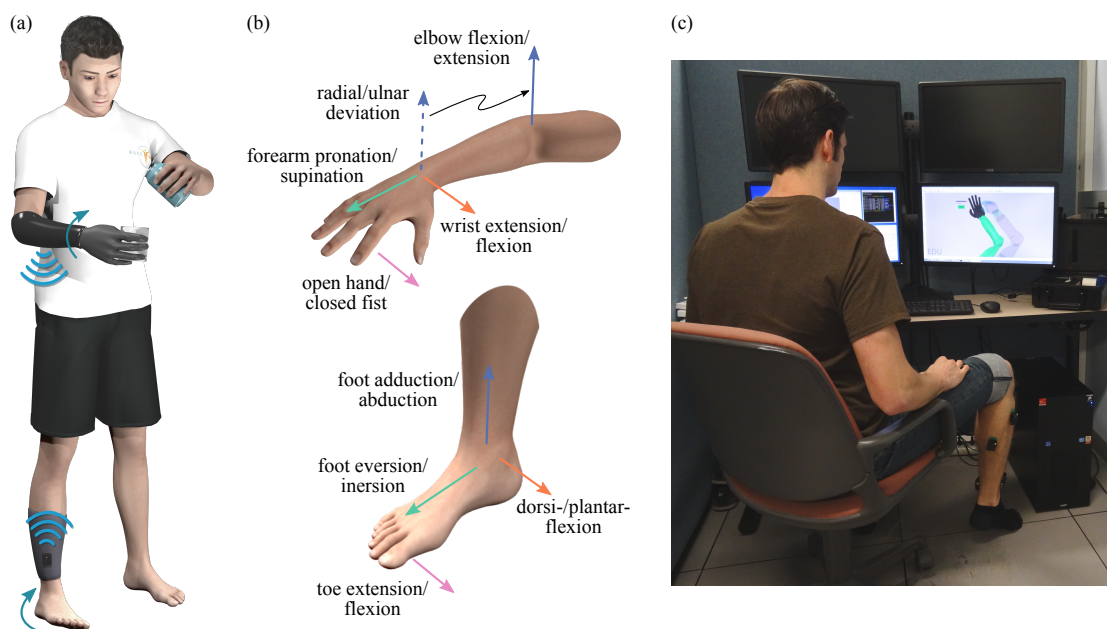 (a)
(b)
elbow flexion/
extension
radial/ulnar
deviation
forearm pronation/
supination
wrist extension/
flexion
open hand/
closed fist
foot adduction/
abduction
foot eversion/
inersion
dorsi-/plantar-
flexion
toe extension/
flexion
(c)